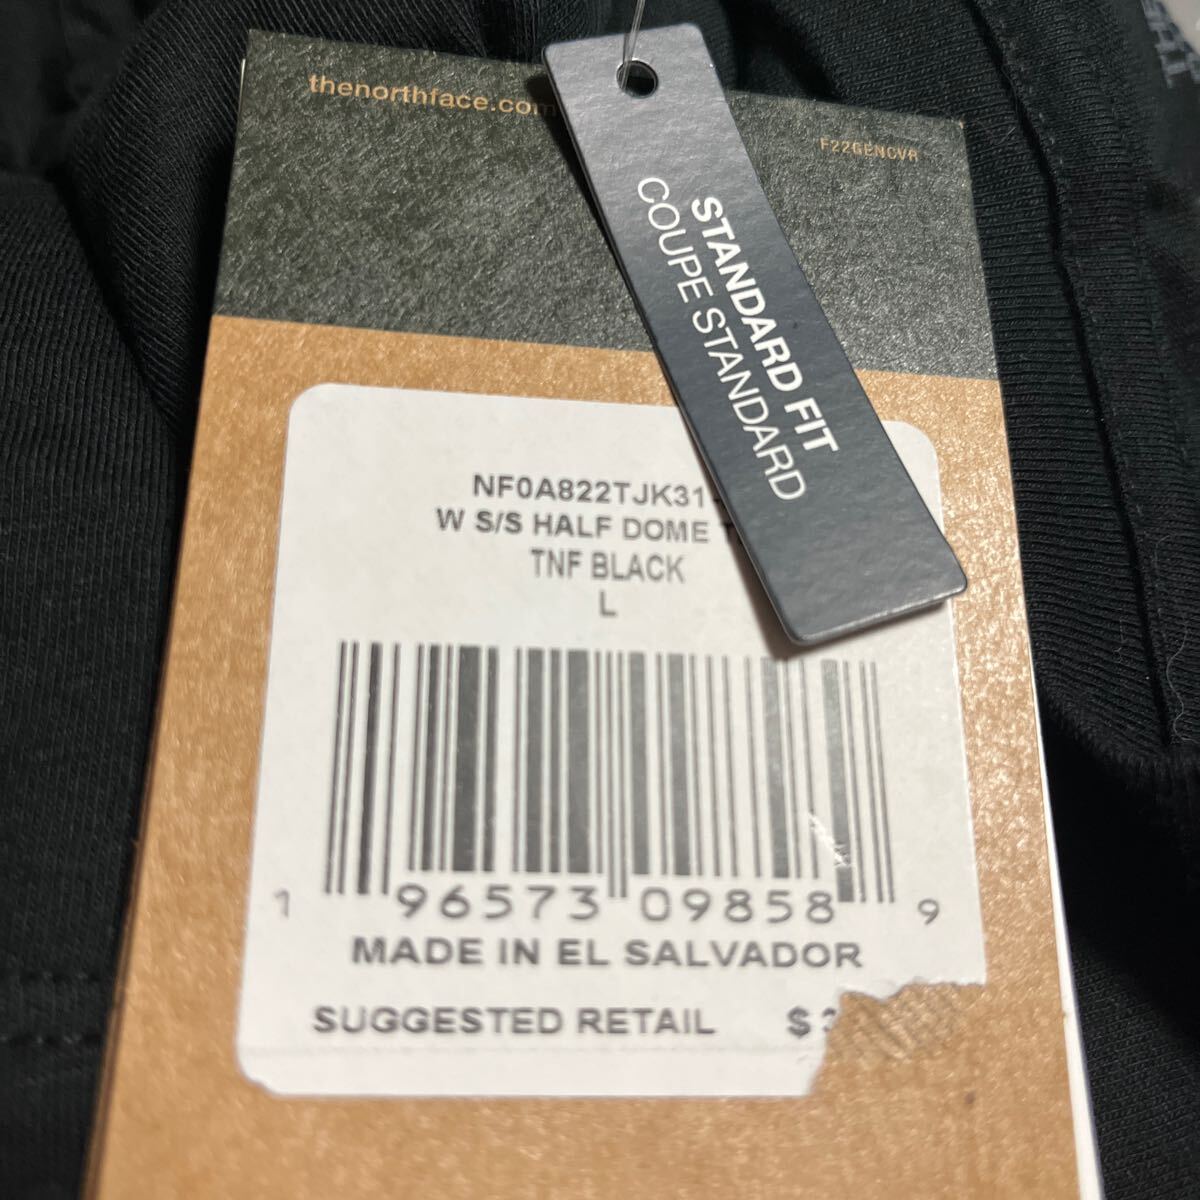 thenorthface.com
F22GENCVR
STANDARD FIT
COUPE STANDARD
NF0A822TJK31
W S/S HALF DOME
TNF BLACK
L
1 96573 09858 9
MADE IN EL SALVADOR
SUGGESTED RETAIL $